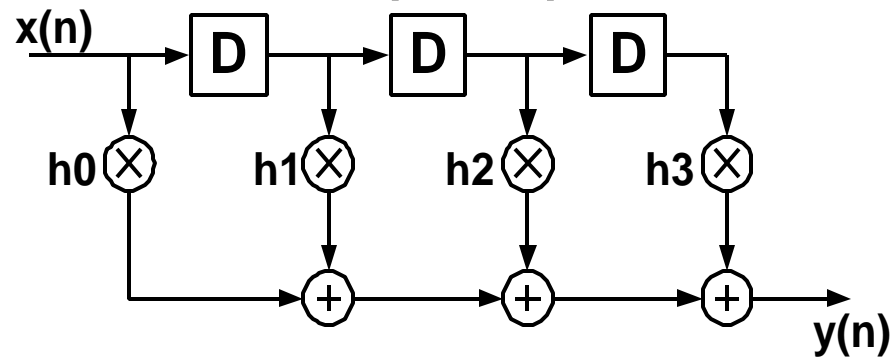 x(n)
D D D
h0 × h1 × h2 × h3 ×
+ + +
y(n)